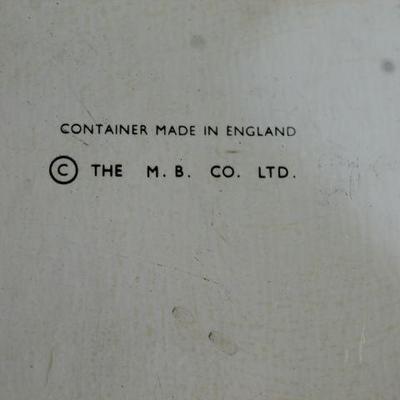 CONTAINER MADE IN ENGLAND
© THE M. B. CO. LTD.